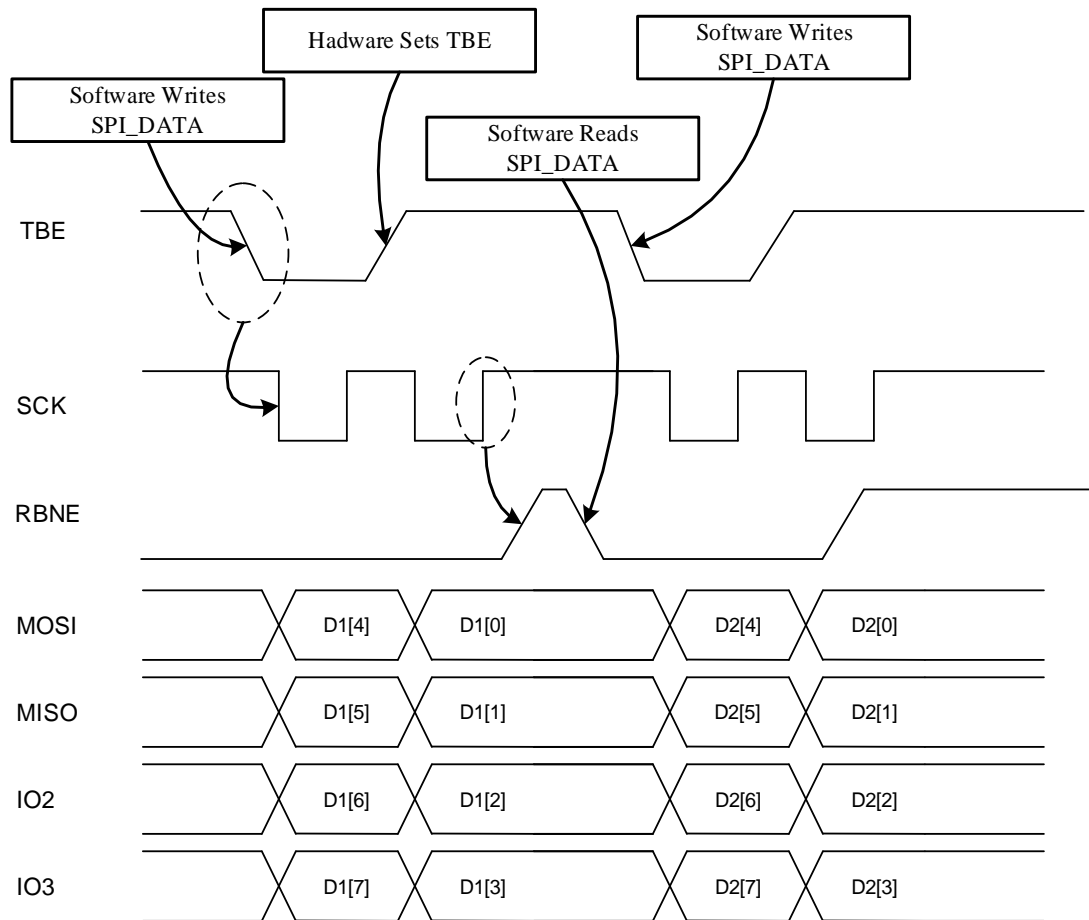 Hadware Sets TBE
Software Writes
SPI_DATA
Software Writes
SPI_DATA
Software Reads
SPI_DATA
TBE
SCK
RBNE
MOSI D1[4] D1[0] D2[4] D2[0]
MISO D1[5] D1[1] D2[5] D2[1]
IO2 D1[6] D1[2] D2[6] D2[2]
IO3 D1[7] D1[3] D2[7] D2[3]